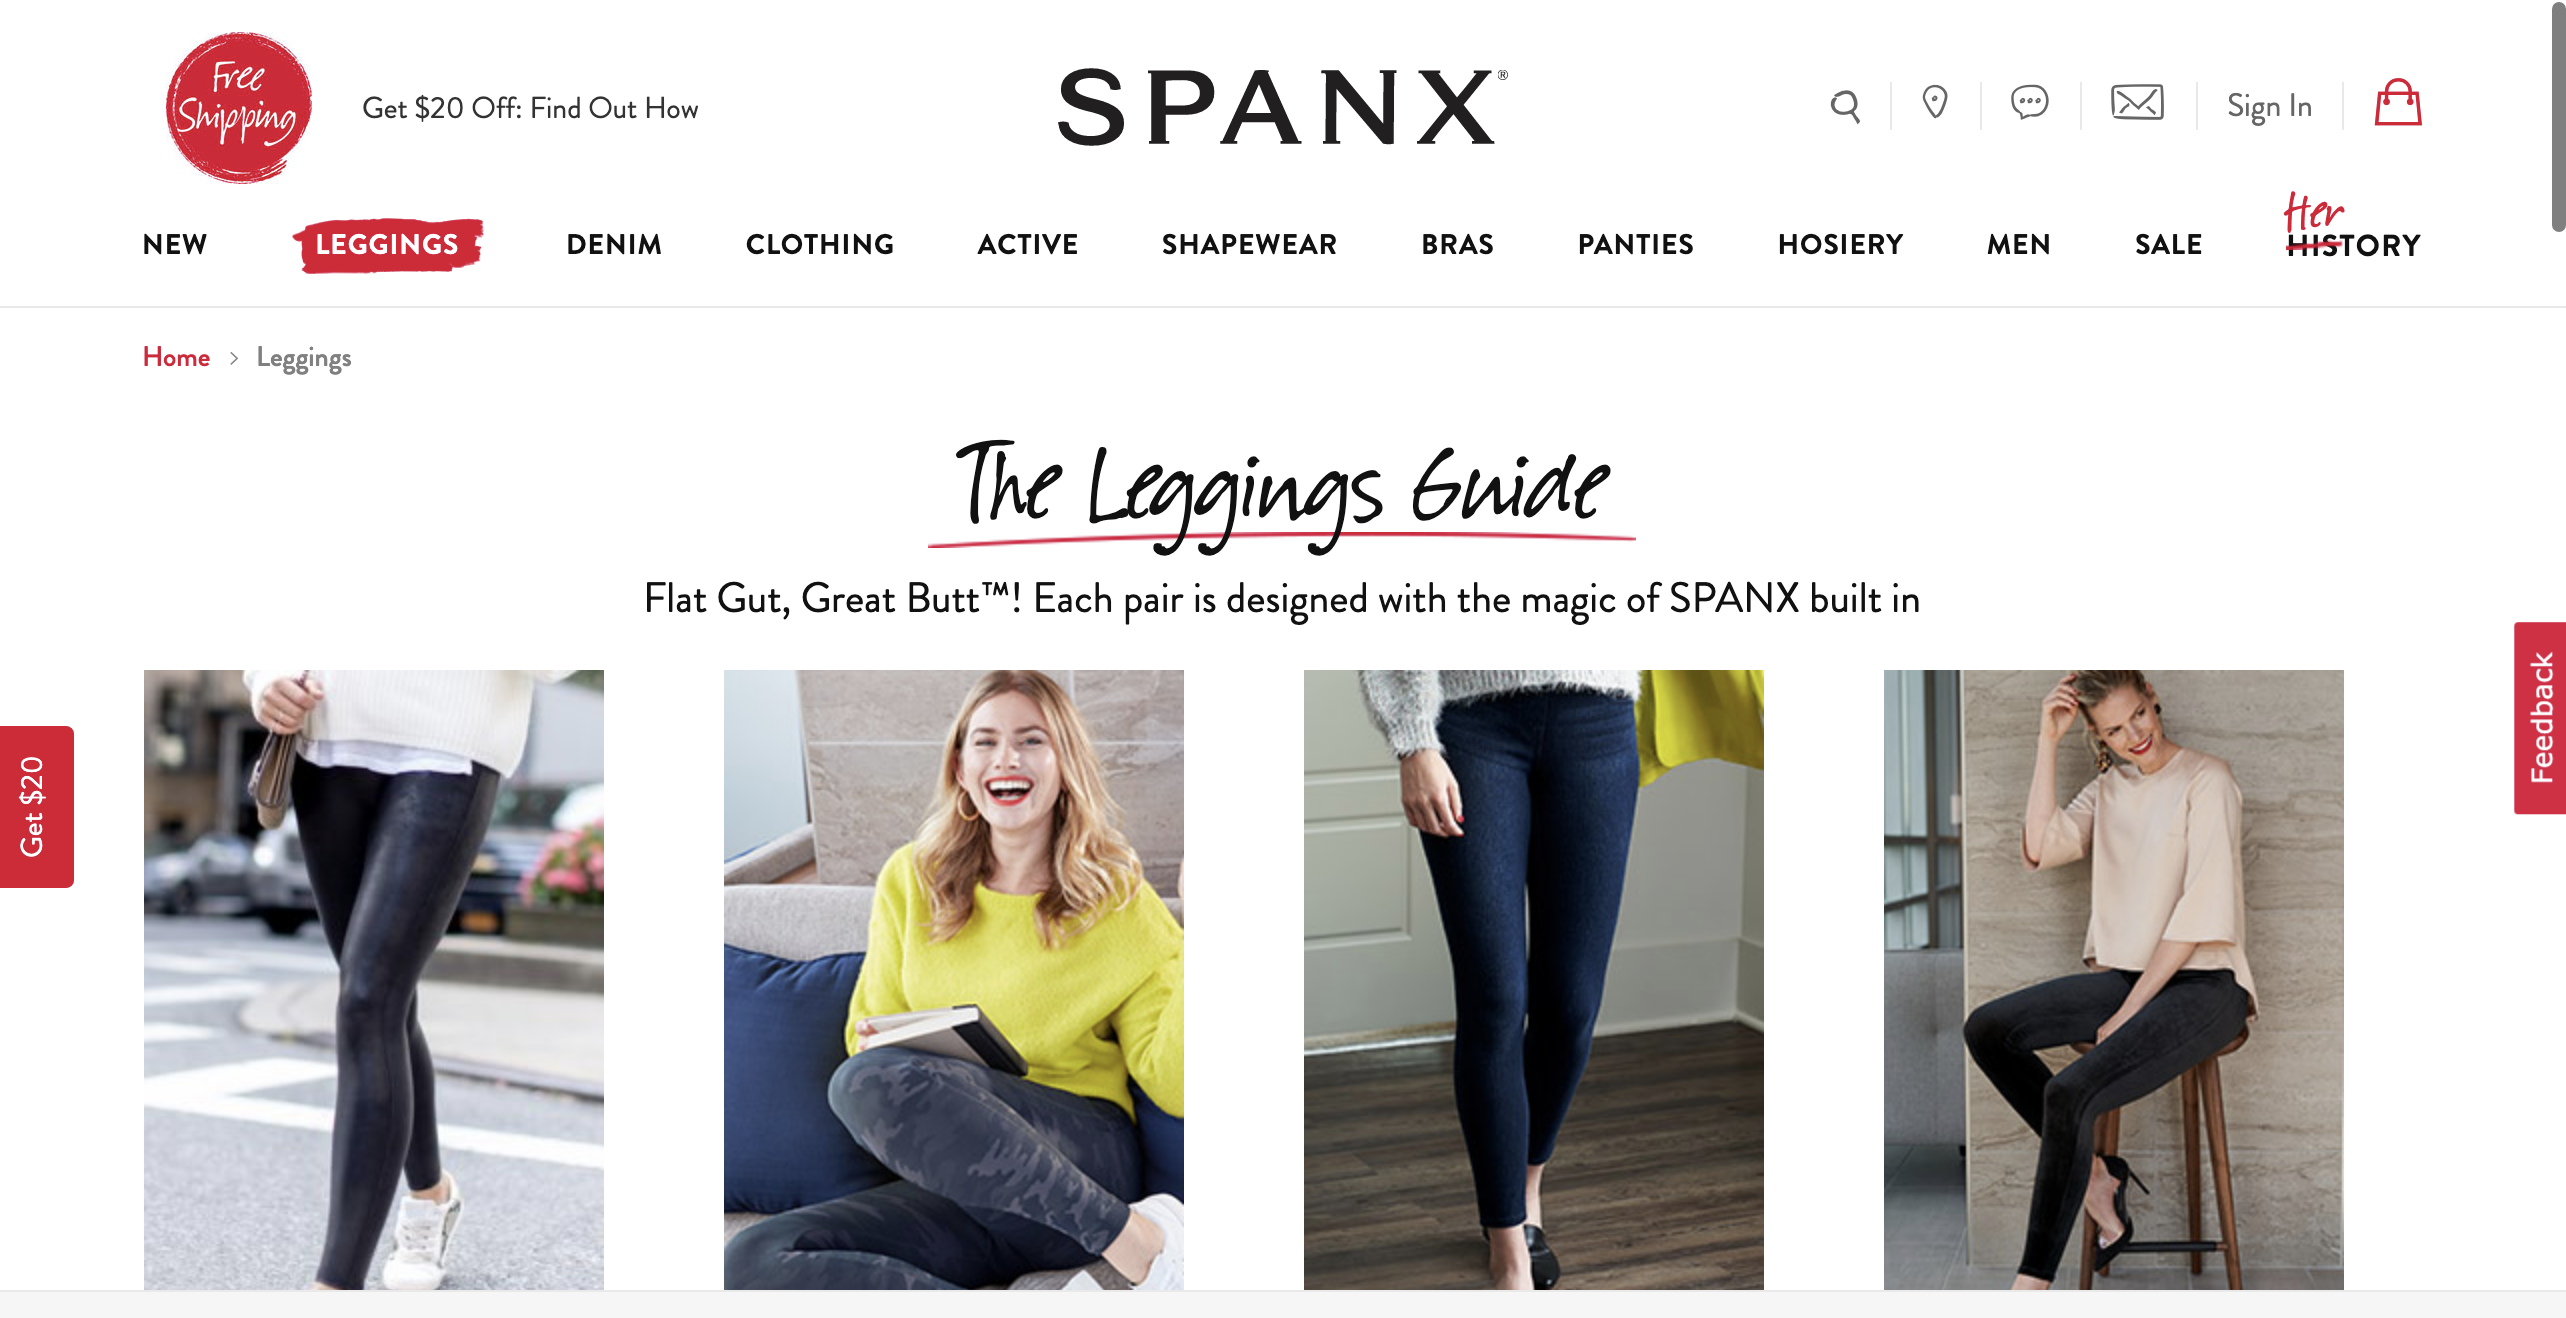 Free
Shipping
Get $20 Off: Find Out How
SPANX®
Sign In
NEW
LEGGINGS
DENIM
CLOTHING
ACTIVE
SHAPEWEAR
BRAS
PANTIES
HOSIERY
MEN
SALE
Her
HISTORY
Home > Leggings
The Leggings Guide
Flat Gut, Great Butt™! Each pair is designed with the magic of SPANX built in
Get $20
Feedback